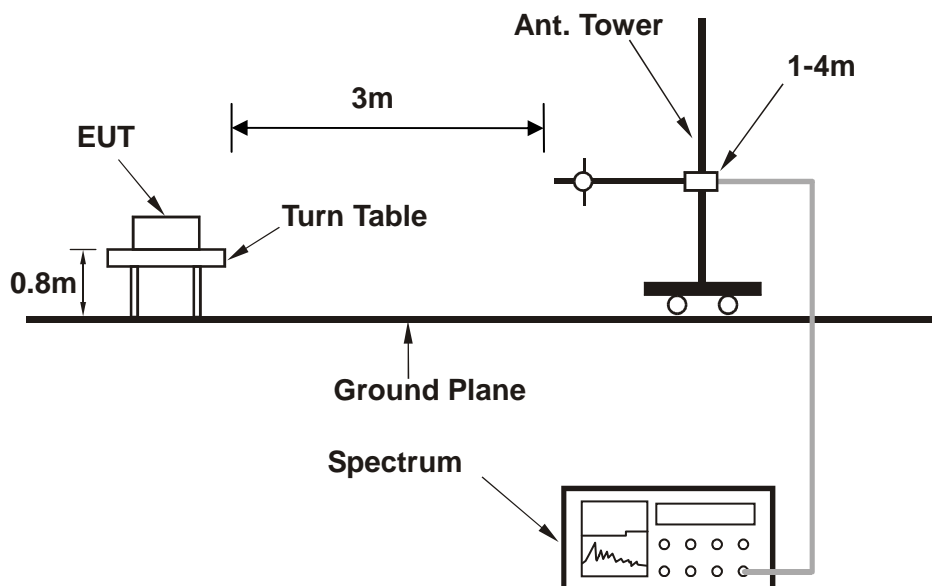 Ant. Tower
1-4m
3m
EUT
Turn Table
0.8m
Ground Plane
Spectrum